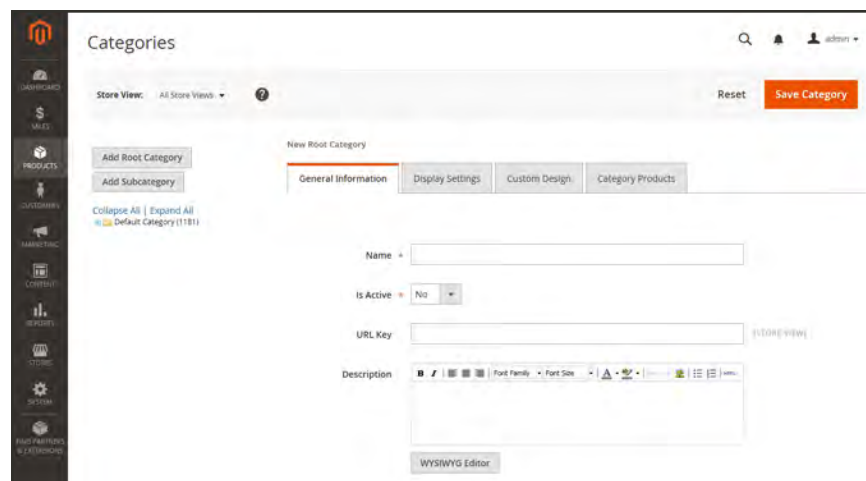 Categories
admin
DASHBOARD
Store View: All Store Views
Reset
Save Category
SALES
PRODUCTS
Add Root Category
Add Subcategory
Collapse All | Expand All
Default Category (1181)
New Root Category
General Information
Display Settings
Custom Design
Category Products
CUSTOMERS
MARKETING
CONTENT
REPORTS
STORES
SYSTEM
FIND PARTNERS
& EXTENSIONS
Name *
Is Active * No
URL Key
[STORE VIEW]
Description
B I Font Family Font Size A HTML
WYSIWYG Editor